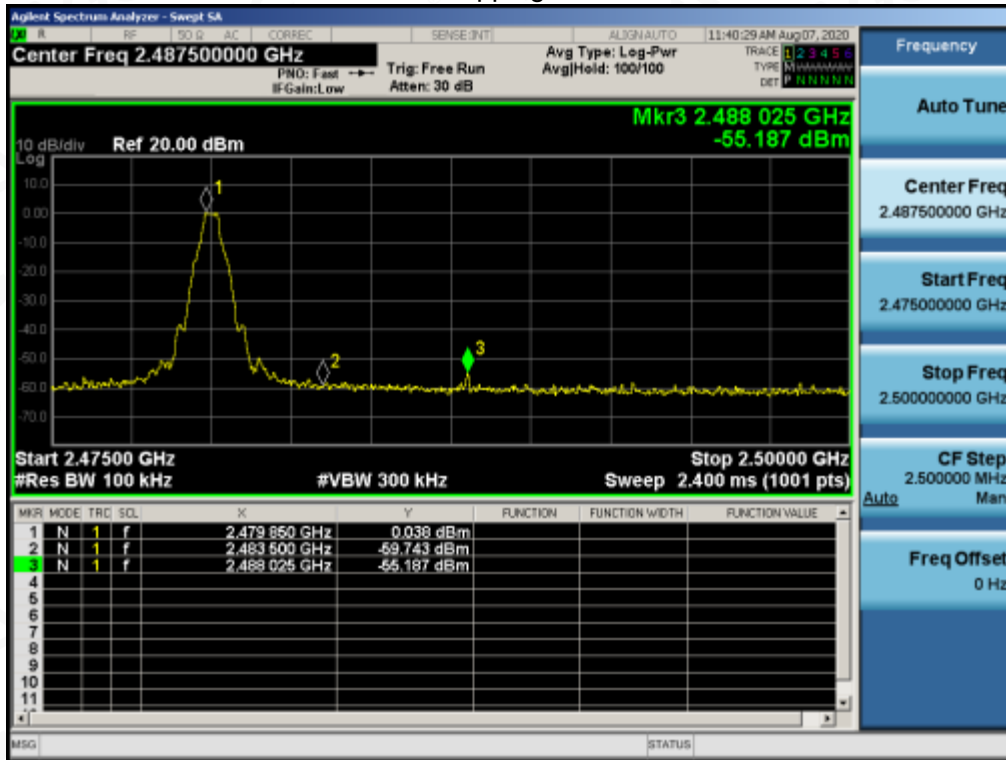 Agilent Spectrum Analyzer - Swept SA
R RF 50 Ω AC CORREC SENSE:INT ALIGNAUTO 11:40:29 AM Aug 07, 2020
Center Freq 2.487500000 GHz
PNO: Fast
IFGain:Low
Trig: Free Run
Atten: 30 dB
Avg Type: Log-Pwr
Avg|Hold: 100/100
TRACE 1 2 3 4 5 6
TYPE M
DET P N N N N N
Mkr3 2.488 025 GHz
-55.187 dBm
10 dB/div Ref 20.00 dBm
Log
10.0
0.00
-10.0
-20.0
-30.0
-40.0
-50.0
-60.0
-70.0
1
2
3
Start 2.47500 GHz Stop 2.50000 GHz
#Res BW 100 kHz #VBW 300 kHz Sweep 2.400 ms (1001 pts)
MKR MODE TRC SCL X Y FUNCTION FUNCTION WIDTH FUNCTION VALUE
1 N 1 f 2.479 850 GHz 0.038 dBm
2 N 1 f 2.483 500 GHz -59.743 dBm
3 N 1 f 2.488 025 GHz -55.187 dBm
4
5
6
7
8
9
10
11
MSG STATUS
Frequency
Auto Tune
Center Freq
2.487500000 GHz
Start Freq
2.475000000 GHz
Stop Freq
2.500000000 GHz
CF Step
2.500000 MHz
Auto Man
Freq Offset
0 Hz